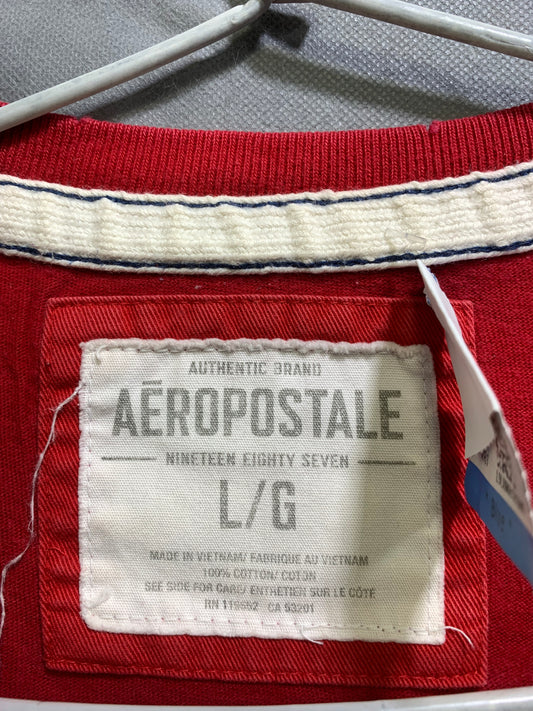 AUTHENTIC BRAND
AÉROPOSTALE
NINETEEN EIGHTY SEVEN
L/G
MADE IN VIETNAM/ FABRIQUE AU VIETNAM
100% COTTON/ COTON
SEE SIDE FOR CARE/ ENTRETIEN SUR LE CÔTE
RN 119652 CA 93201